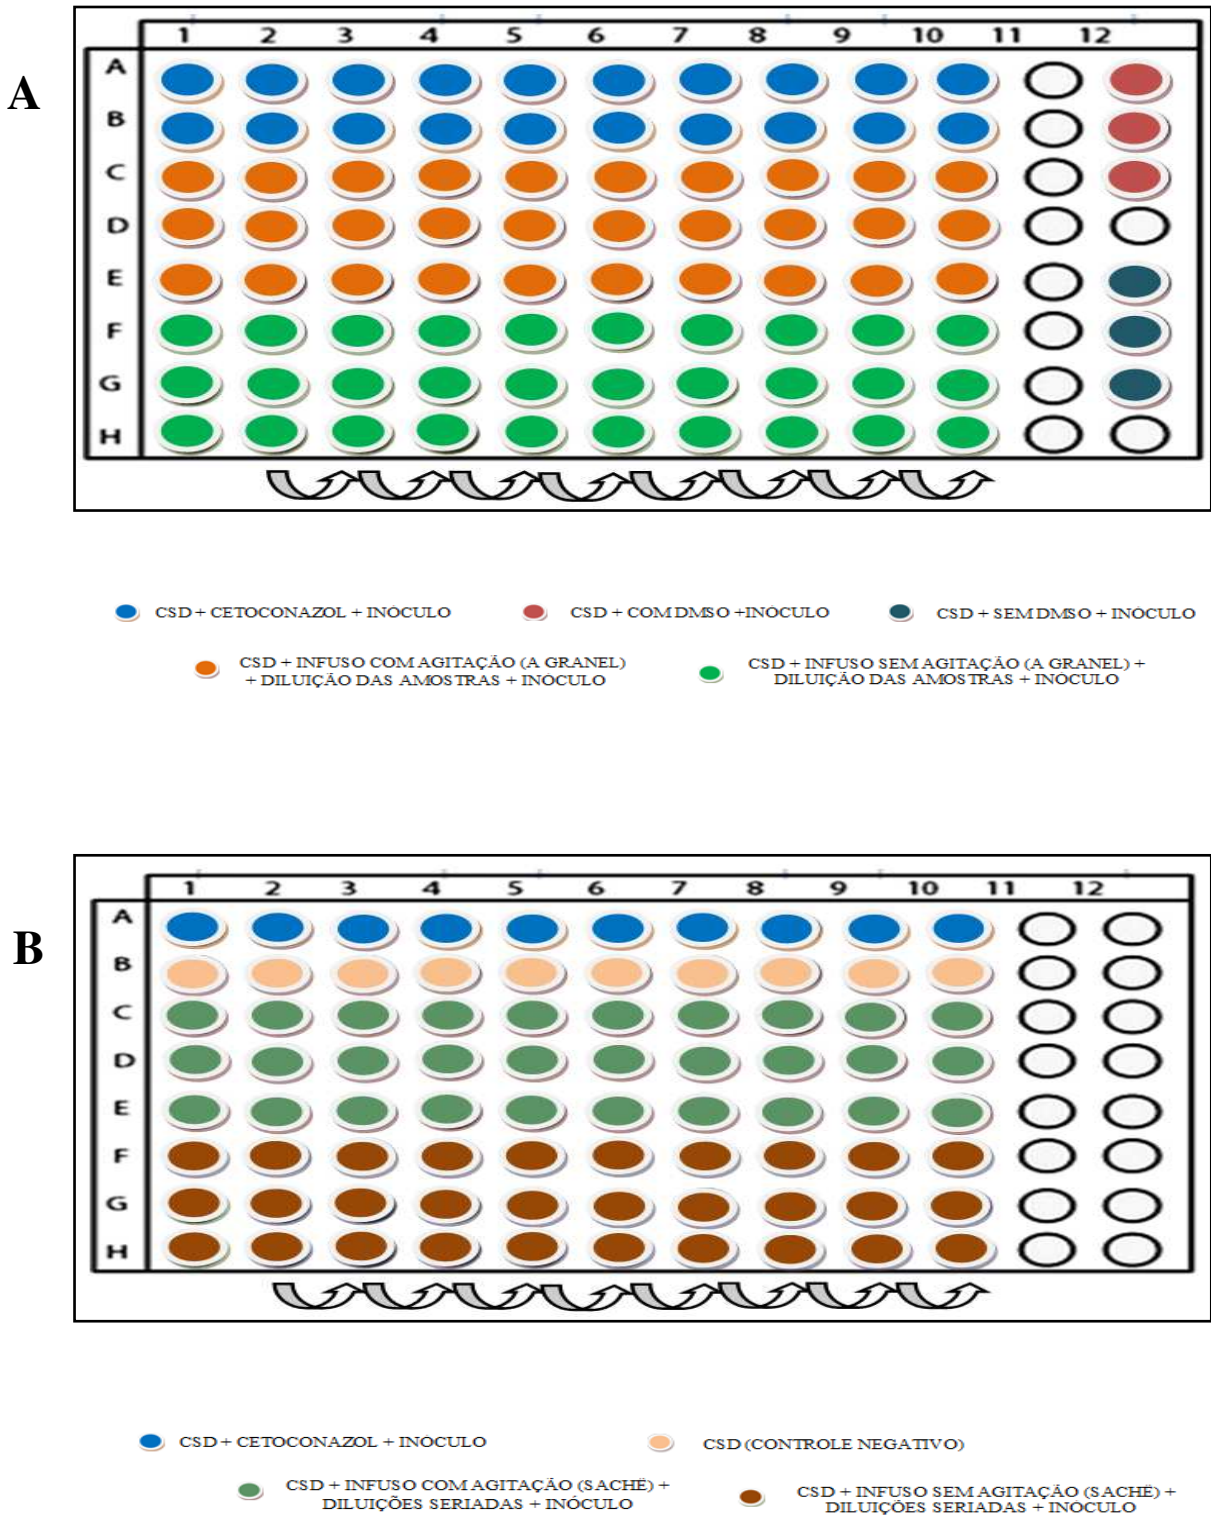 A
1 2 3 4 5 6 7 8 9 10 11 12
A
B
C
D
E
F
G
H
CSD + CETOCONAZOL + INÓCULO
CSD + COM DMSO +INÓCULO
CSD + SEM DMSO + INÓCULO
CSD + INFUSO COM AGITAÇÃO (A GRANEL)
+ DILUIÇÃO DAS AMOSTRAS + INÓCULO
CSD + INFUSO SEM AGITAÇÃO (A GRANEL) +
DILUIÇÃO DAS AMOSTRAS + INÓCULO
B
1 2 3 4 5 6 7 8 9 10 11 12
A
B
C
D
E
F
G
H
CSD + CETOCONAZOL + INÓCULO
CSD (CONTROLE NEGATIVO)
CSD + INFUSO COM AGITAÇÃO (SACHÊ) +
DILUIÇÕES SERIADAS + INÓCULO
CSD + INFUSO SEM AGITAÇÃO (SACHÊ) +
DILUIÇÕES SERIADAS + INÓCULO